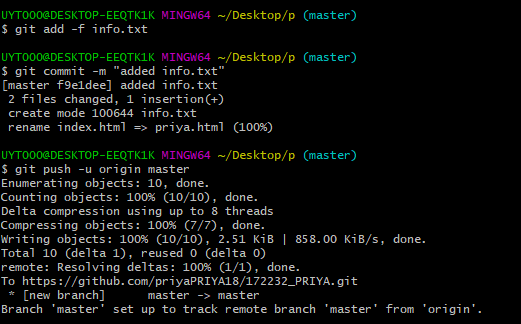 UYTOOO@DESKTOP-EEQTK1K MINGW64 ~/Desktop/p (master)
$ git add -f info.txt
UYTOOO@DESKTOP-EEQTK1K MINGW64 ~/Desktop/p (master)
$ git commit -m "added info.txt"
[master f9e1dee] added info.txt
 2 files changed, 1 insertion(+)
 create mode 100644 info.txt
 rename index.html => priya.html (100%)
UYTOOO@DESKTOP-EEQTK1K MINGW64 ~/Desktop/p (master)
$ git push -u origin master
Enumerating objects: 10, done.
Counting objects: 100% (10/10), done.
Delta compression using up to 8 threads
Compressing objects: 100% (7/7), done.
Writing objects: 100% (10/10), 2.51 KiB | 858.00 KiB/s, done.
Total 10 (delta 1), reused 0 (delta 0)
remote: Resolving deltas: 100% (1/1), done.
To https://github.com/priyaPRIYA18/172232_PRIYA.git
 * [new branch]      master -> master
Branch 'master' set up to track remote branch 'master' from 'origin'.